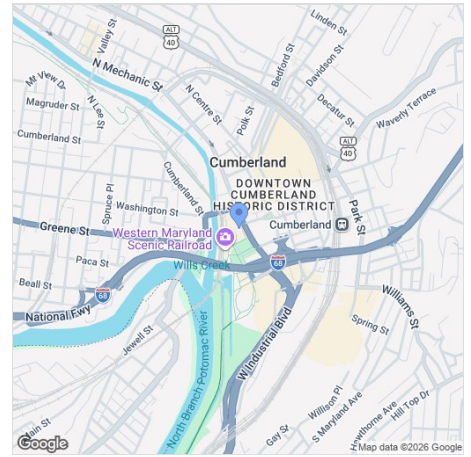 ALT
40
Linden St
Valley St
N Mechanic St
Bedford St
Davidson St
Mt View Dr
N Lee St
N Centre St
Magruder St
Polk St
Decatur St
Waverly Terrace
Cumberland St
ALT
40
Cumberland
Cumberland St
DOWNTOWN
CUMBERLAND
HISTORIC DISTRICT
Spruce Pl
Washington St
Park St
Greene St
Western Maryland
Scenic Railroad
Cumberland
Paca St
Wills Creek
68
Beall St
68
National Fwy
Williams St
Jewell St
W Industrial Blvd
Spring St
North Branch Potomac River
Willison Pl
S Maryland Ave
Hawthorne Ave
Hill Top Dr
Main St
Gay St
Google
Map data ©2026 Google